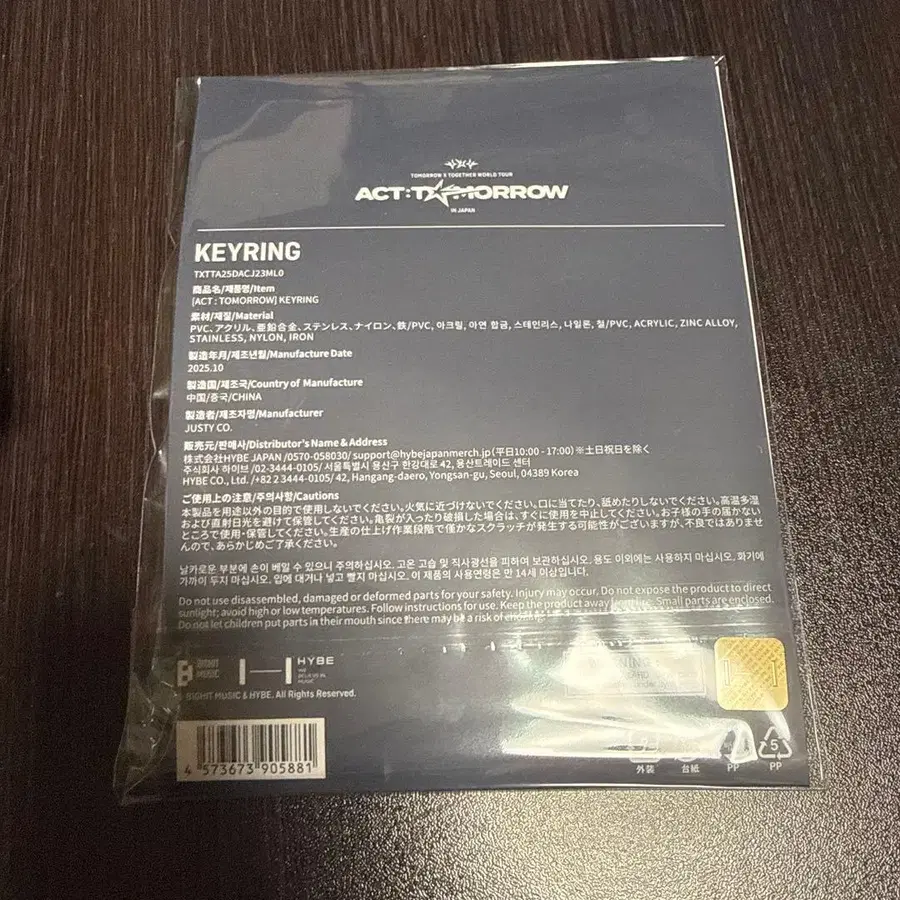 TOMORROW X TOGETHER WORLD TOUR
ACT : TOMORROW
IN JAPAN
KEYRING
TXTTA25DACJ23ML0
商品名/제품명/Item
[ACT : TOMORROW] KEYRING
素材/재질/Material
PVC、アクリル、亜鉛合金、ステンレス、ナイロン、鉄/PVC, 아크릴, 아연 합금, 스테인리스, 나일론, 철/PVC, ACRYLIC, ZINC ALLOY,
STAINLESS, NYLON, IRON
製造年月/제조년월/Manufacture Date
2025.10
製造国/제조국/Country of Manufacture
中国/중국/CHINA
製造者/제조자명/Manufacturer
JUSTY CO.
販売元/판매사/Distributor's Name & Address
株式会社HYBE JAPAN /0570-058030/ support@hybejapanmerch.jp (平日10:00 - 17:00)※土日祝日を除く
주식회사 하이브 /02-3444-0105/ 서울특별시 용산구 한강대로 42, 용산트레이드 센터
HYBE CO., Ltd. /+82 2 3444-0105/ 42, Hangang-daero, Yongsan-gu, Seoul, 04389 Korea
ご使用上の注意/주의사항/Cautions
本製品を用途以外の目的で使用しないでください。火気に近づけないでください。口に当てたり、舐めたりしないでください。高温多湿
および直射日光を避けて保管してください。亀裂が入ったり破損した場合は、すぐに使用を中止してください。お子様の手の届かない
ところで使用・保管してください。生産の仕上げ作業段階で僅かなスクラッチが発生する可能性がございますが、不良ではありませ
んので、あらかじめご了承ください。
날카로운 부분에 손이 베일 수 있으니 주의하십시오. 고온 고습 및 직사광선을 피하여 보관하십시오. 용도 이외에는 사용하지 마십시오. 화기에
가까이 두지 마십시오. 입에 대거나 넣고 빨지 마십시오. 이 제품의 사용연령은 만 14세 이상입니다.
Do not use disassembled, damaged or deformed parts for your safety. Injury may occur. Do not expose the product to direct
sunlight; avoid high or low temperatures. Follow instructions for use. Keep the product away from fire. Small parts are enclosed.
Do not let children put parts in their mouth since there may be a risk of choking.
BIGHIT
MUSIC
HYBE
WE
BELIEVE IN
MUSIC
BIGHIT MUSIC & HYBE. All Rights Reserved.
4 573673 905881
外装
台紙
PP
5
PP